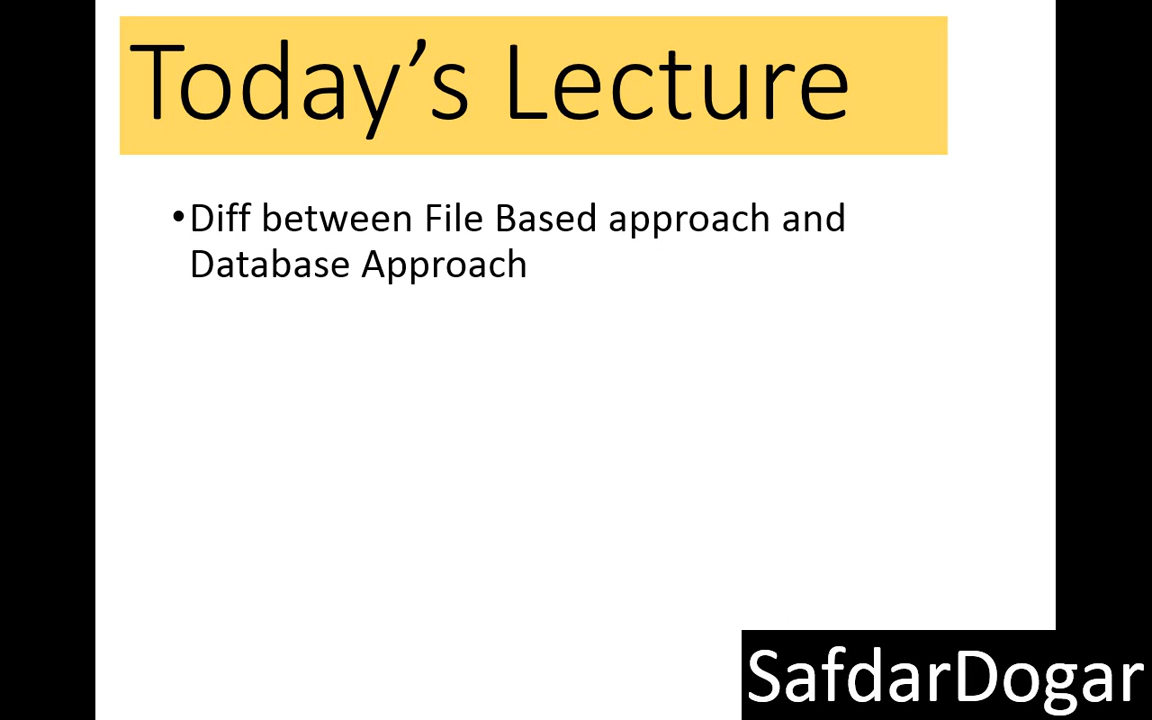 Today’s Lecture
•Diff between File Based approach and
Database Approach
SafdarDogar